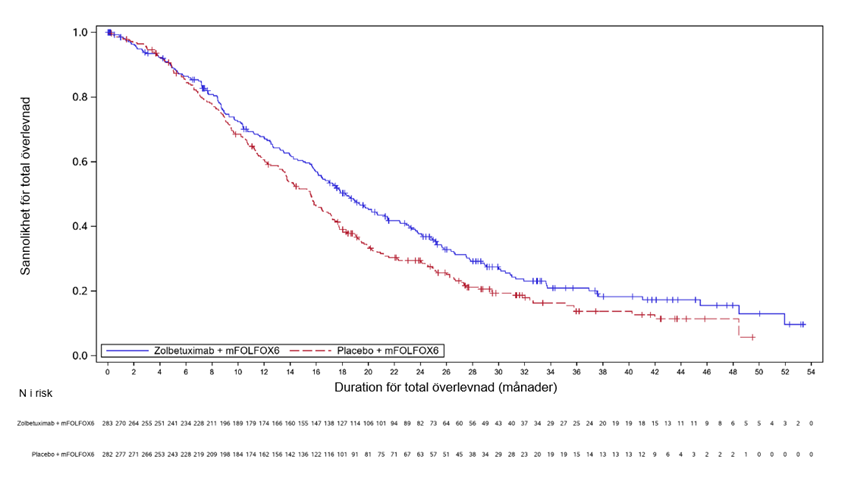 1.0
0.8
0.6
0.4
0.2
0.0
Sannolikhet för total överlevnad
Zolbetuximab + mFOLFOX6 Placebo + mFOLFOX6
0 2 4 6 8 10 12 14 16 18 20 22 24 26 28 30 32 34 36 38 40 42 44 46 48 50 52 54
Duration för total överlevnad (månader)
N i risk
Zolbetuximab + mFOLFOX6 283 270 264 255 251 241 234 228 211 196 189 179 174 166 160 155 147 138 127 114 106 101 94 89 82 73 64 60 56 49 43 40 37 34 29 27 25 24 20 19 19 18 15 13 11 11 9 8 6 5 5 4 3 2 0
Placebo + mFOLFOX6 282 277 271 266 253 243 228 219 209 198 184 174 162 156 142 136 122 116 101 91 81 75 71 67 63 57 51 45 38 34 29 28 23 20 19 19 15 14 13 13 13 12 9 6 4 3 2 2 2 1 0 0 0 0 0